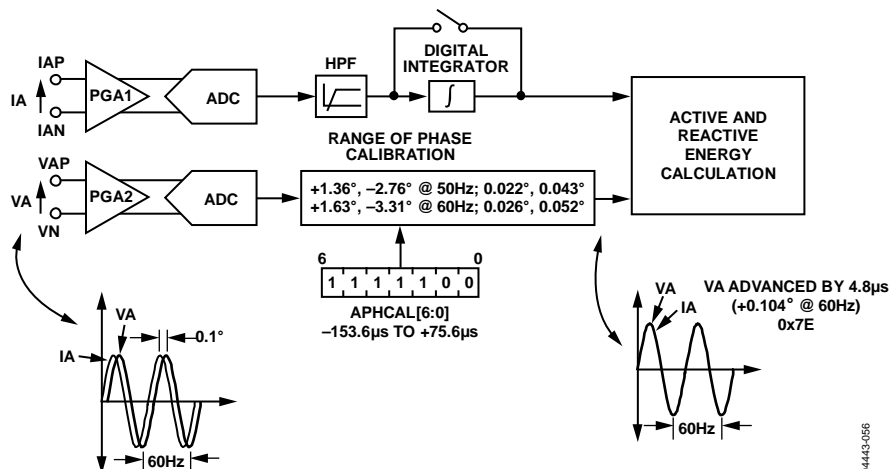 IAP
IA
IAN
PGA1
ADC
HPF
DIGITAL
INTEGRATOR
∫
ACTIVE AND
REACTIVE
ENERGY
CALCULATION
VAP
VA
VN
PGA2
ADC
RANGE OF PHASE
CALIBRATION
+1.36°, –2.76° @ 50Hz; 0.022°, 0.043°
+1.63°, –3.31° @ 60Hz; 0.026°, 0.052°
6 0
1 1 1 1 1 0 0
APHCAL[6:0]
–153.6µs TO +75.6µs
VA
IA
0.1°
60Hz
VA
IA
VA ADVANCED BY 4.8µs
(+0.104° @ 60Hz)
0x7E
60Hz
04443-056